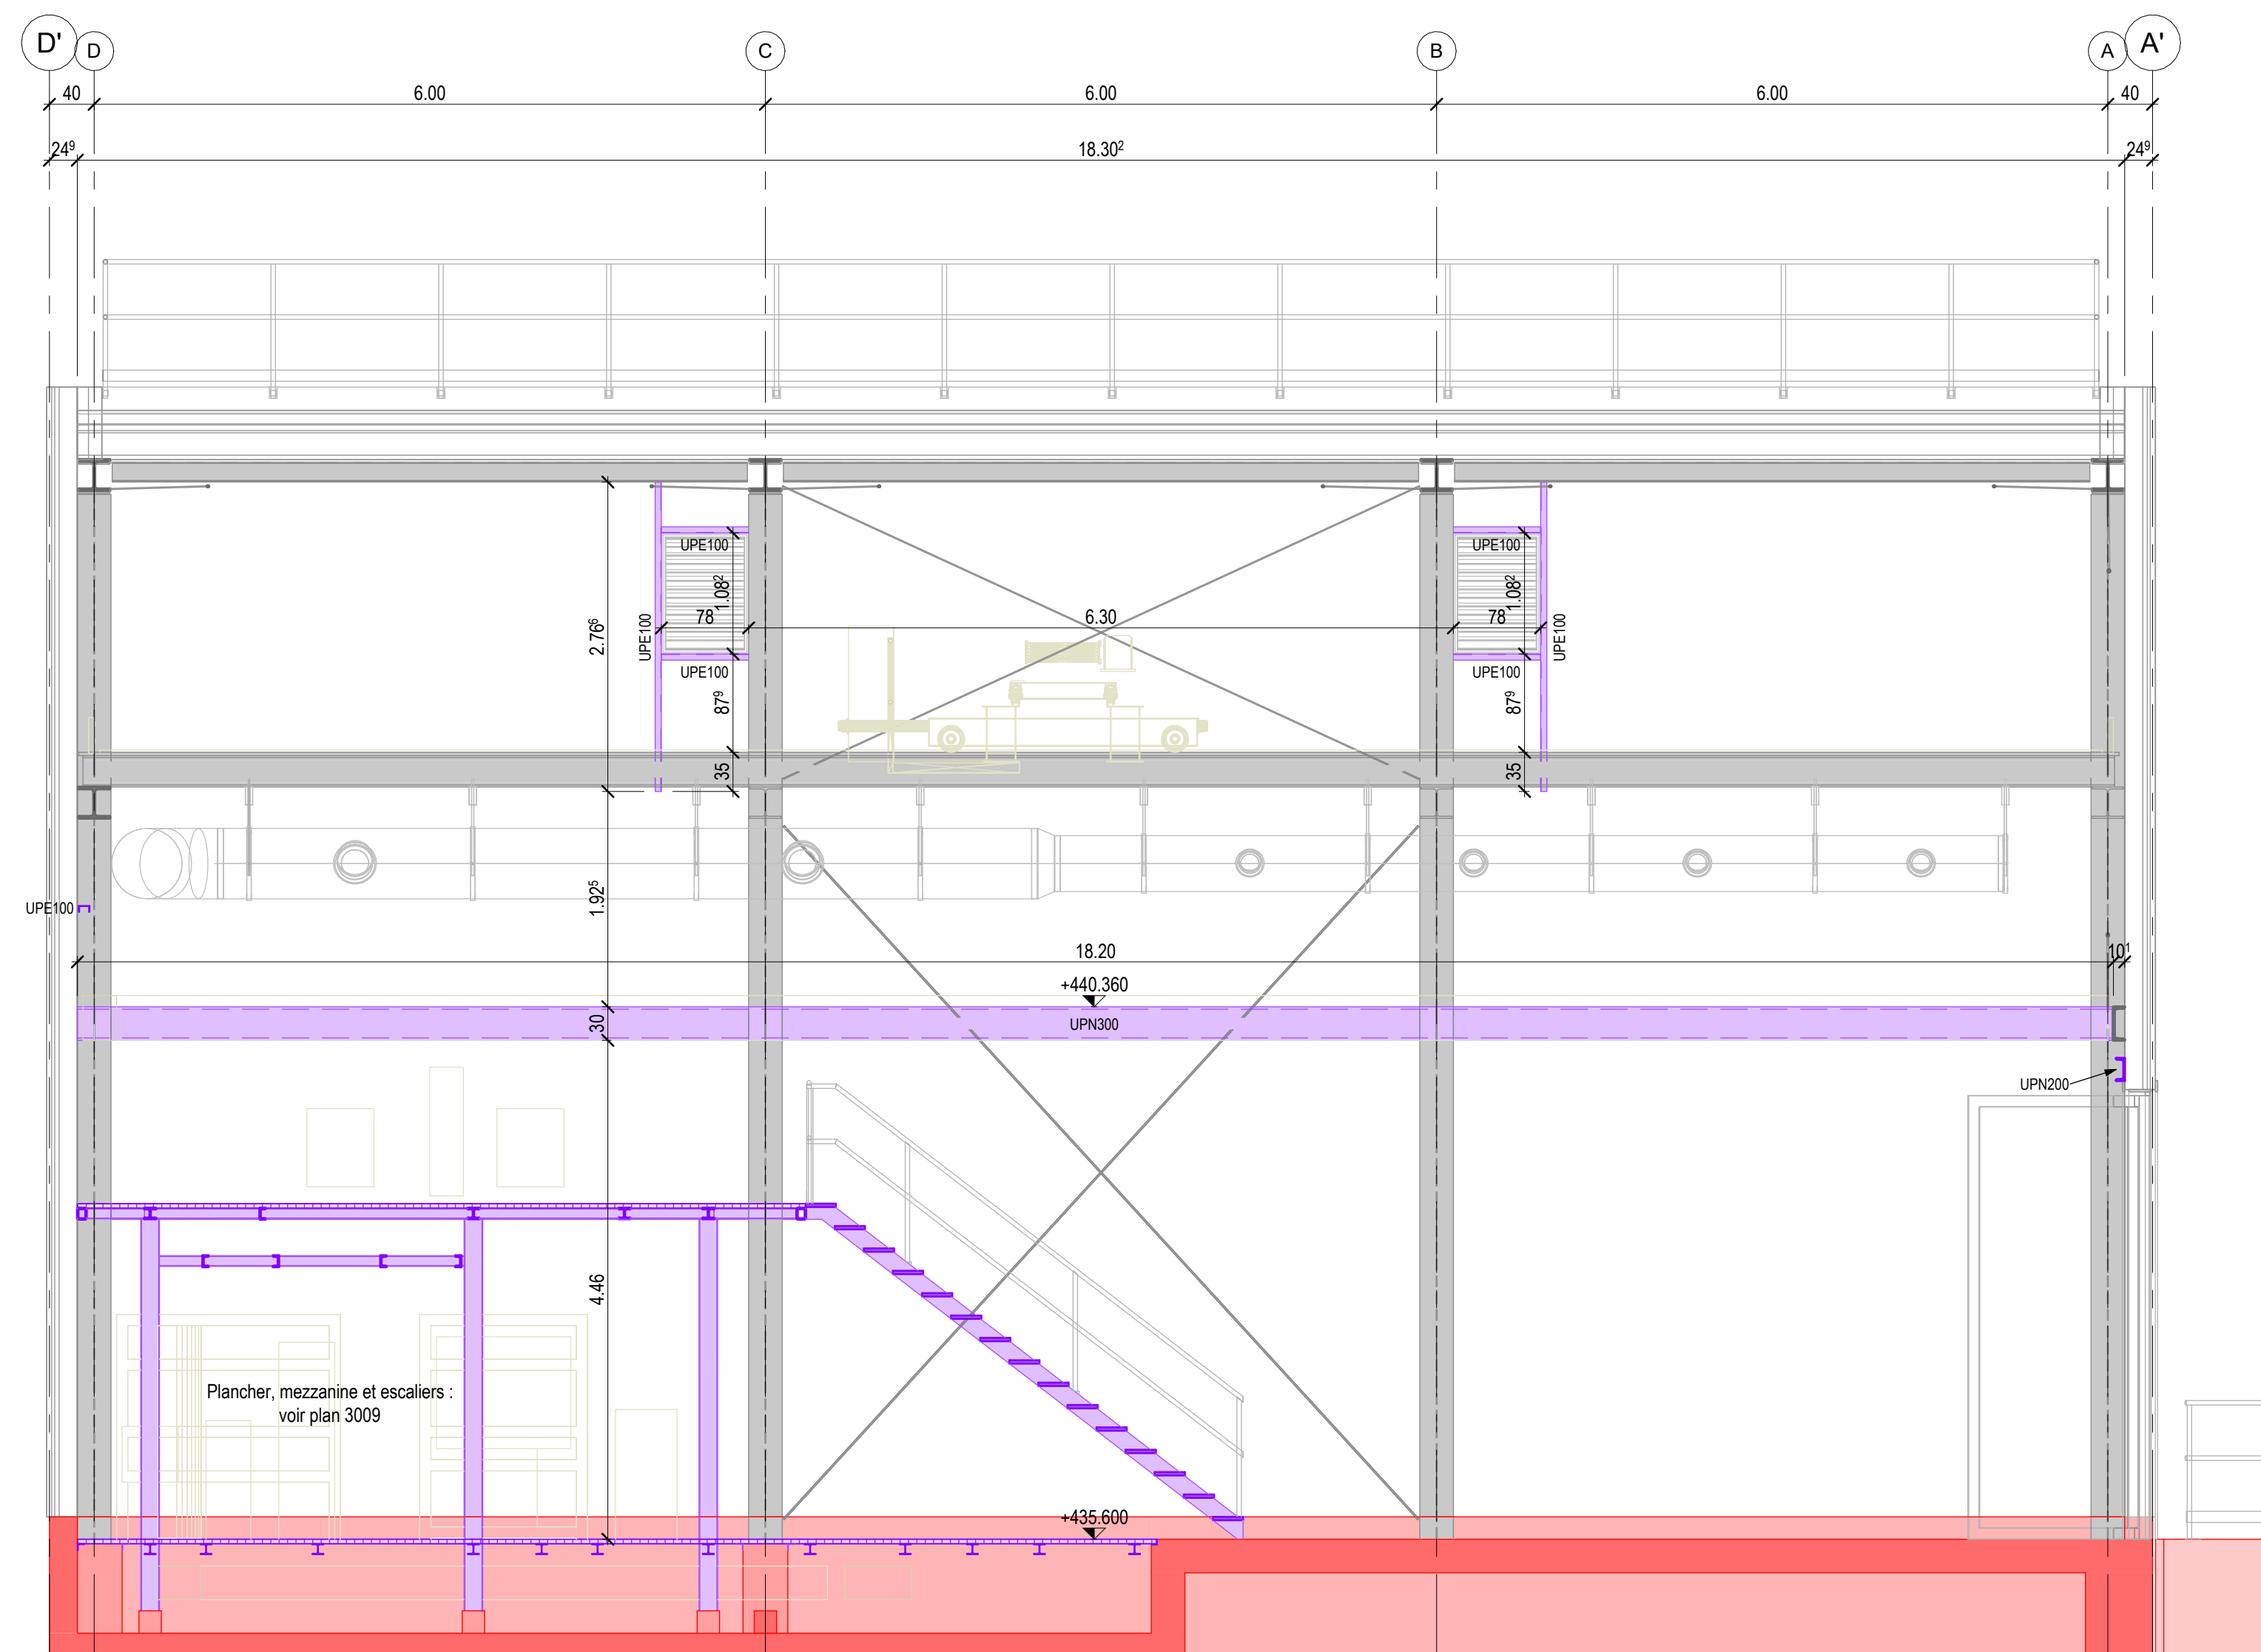 D' D C B A A'
40 6.00 6.00 6.00 40
24⁹ 18.30² 24⁹
UPE100 UPE100
1.08² 1.08²
78 6.30 78
2.76⁶ UPE100 UPE100
UPE100 UPE100
87⁹ 87⁹
35 35
1.92⁵
UPE100
18.20 10¹
+440.360
30 UPN300
UPN200
4.46
Plancher, mezzanine et escaliers :
voir plan 3009
+435.600